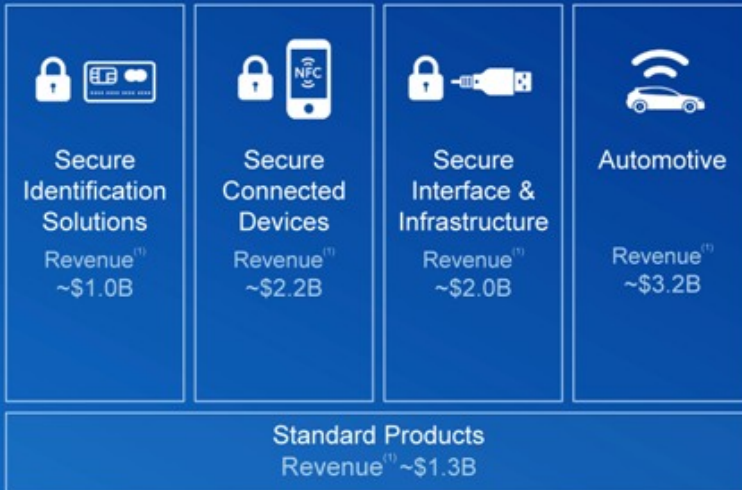 NFC
Secure
Identification
Solutions
Revenue(1)
~$1.0B
Secure
Connected
Devices
Revenue(1)
~$2.2B
Secure
Interface &
Infrastructure
Revenue(1)
~$2.0B
Automotive
Revenue(1)
~$3.2B
Standard Products
Revenue(1) ~$1.3B